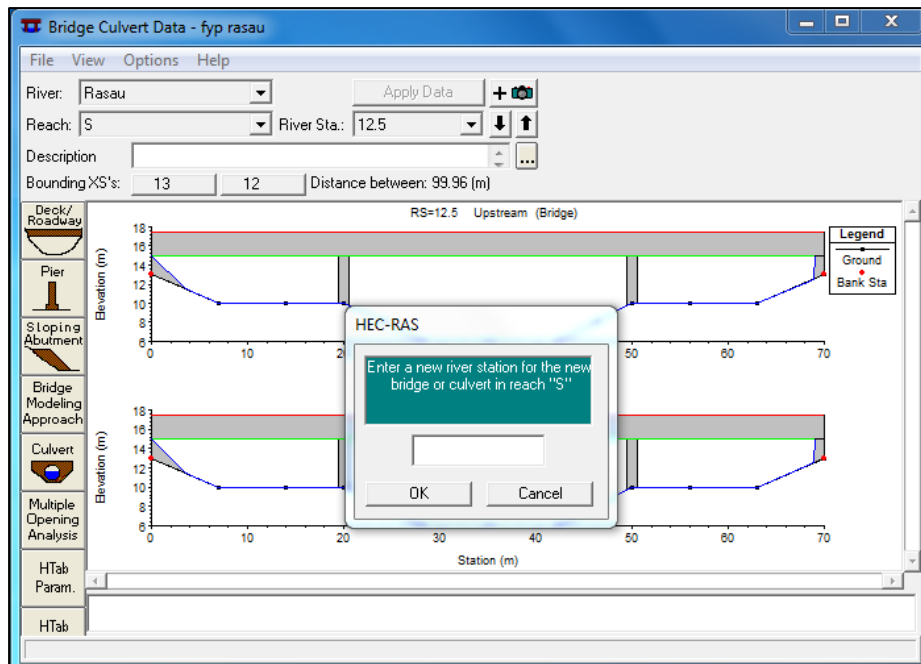 Bridge Culvert Data - fyp rasau
File View Options Help
River: Rasau Apply Data
Reach: S River Sta.: 12.5
Description ...
Bounding XS's: 13 12 Distance between: 99.96 (m)
Deck/
Roadway
Pier
Sloping
Abutment
Bridge
Modeling
Approach
Culvert
Multiple
Opening
Analysis
HTab
Param.
HTab
RS=12.5 Upstream (Bridge)
Legend
Ground
Bank Sta
Elevation (m)
18
16
14
12
10
8
6
0 10 20 50 60 70
HEC-RAS
Enter a new river station for the new
bridge or culvert in reach "S"
OK Cancel
Elevation (m)
18
16
14
12
10
8
6
0 10 20 30 40 50 60 70
Station (m)